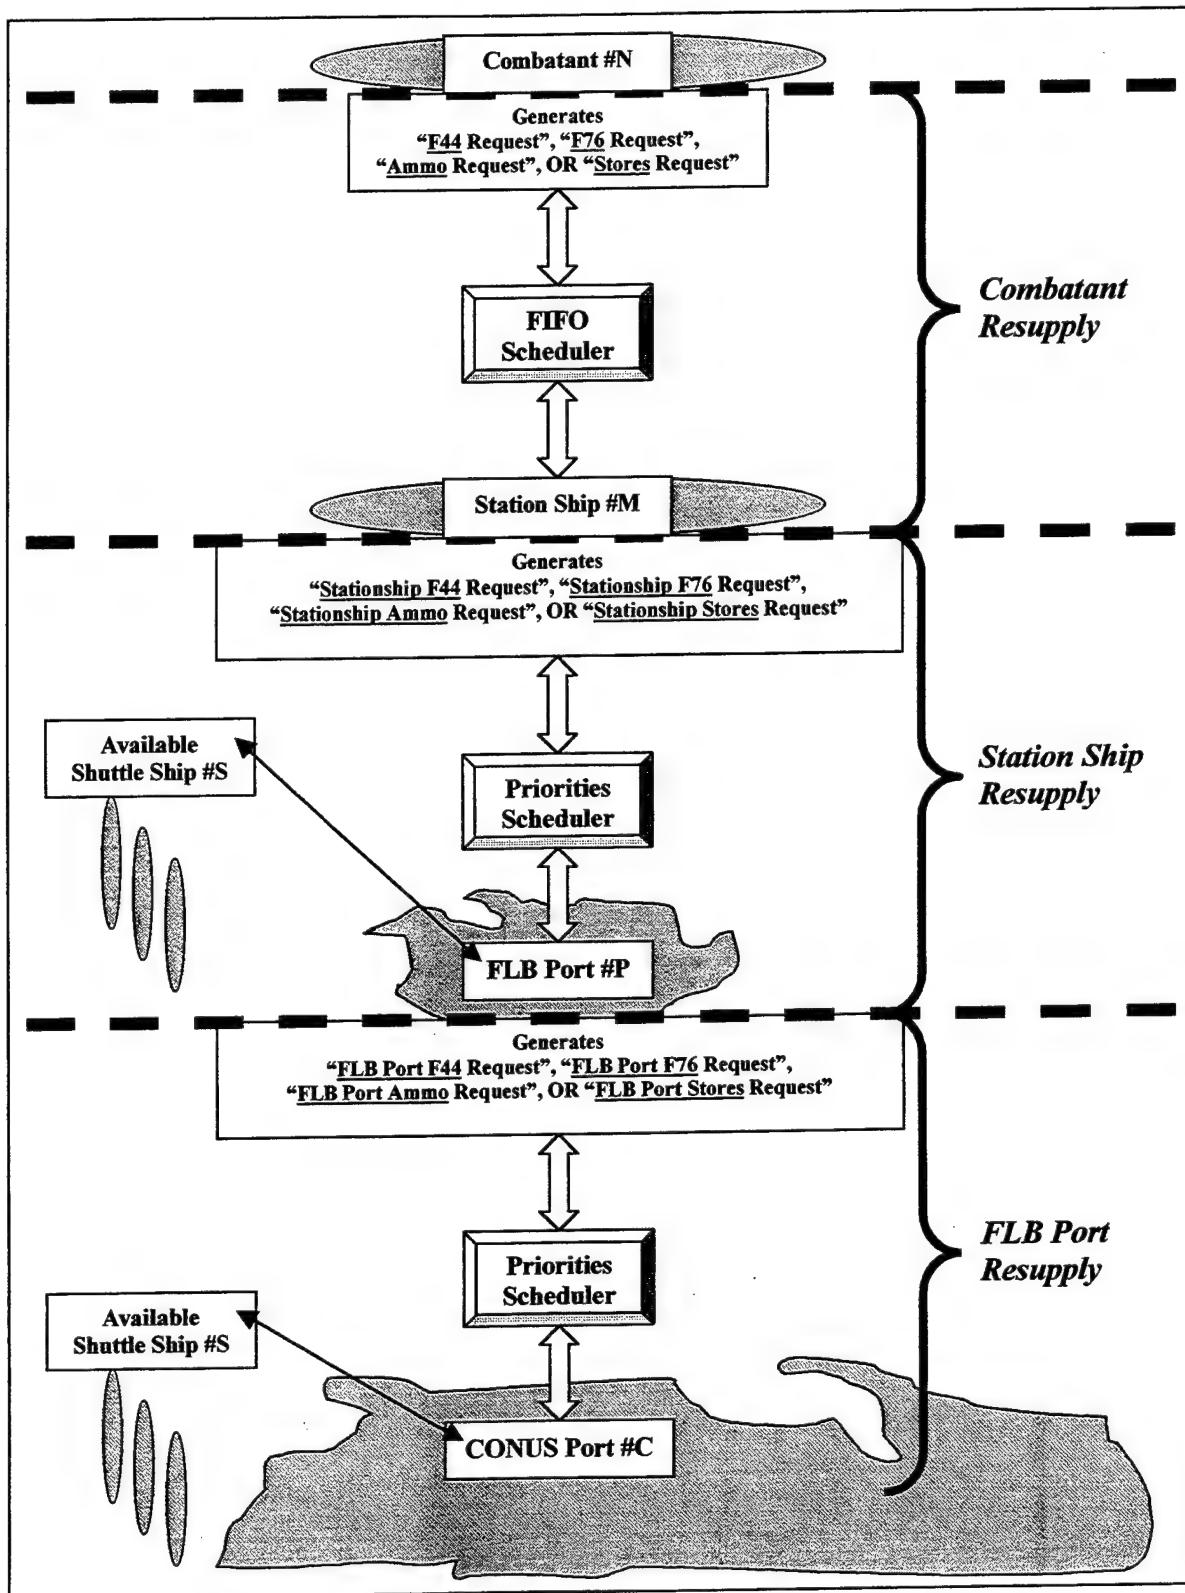 Combatant #N
Generates
“F44 Request”, “F76 Request”,
“Ammo Request”, OR “Stores Request”
FIFO
Scheduler
Combatant
Resupply
Station Ship #M
Generates
“Stationship F44 Request”, “Stationship F76 Request”,
“Stationship Ammo Request”, OR “Stationship Stores Request”
Available
Shuttle Ship #S
Priorities
Scheduler
Station Ship
Resupply
FLB Port #P
Generates
“FLB Port F44 Request”, “FLB Port F76 Request”,
“FLB Port Ammo Request”, OR “FLB Port Stores Request”
Priorities
Scheduler
FLB Port
Resupply
Available
Shuttle Ship #S
CONUS Port #C